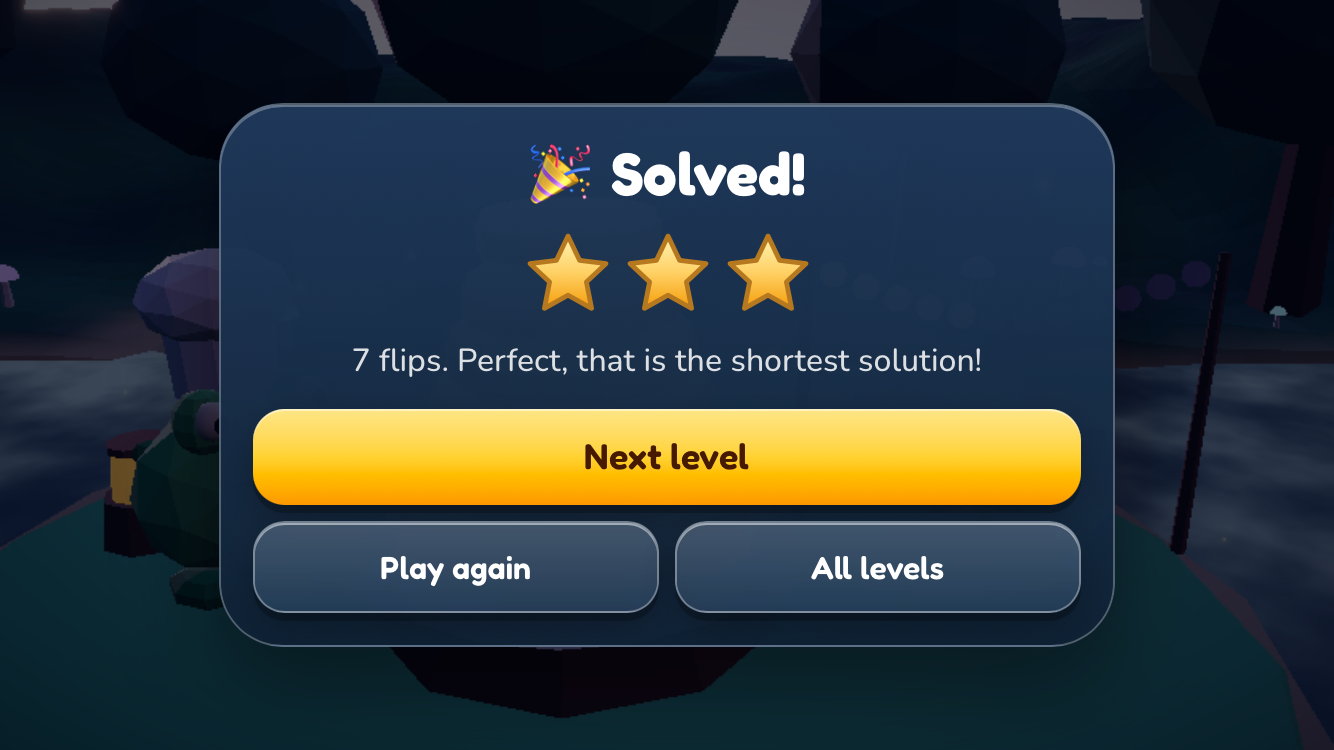 Solved!
7 flips. Perfect, that is the shortest solution!
Next level
Play again
All levels